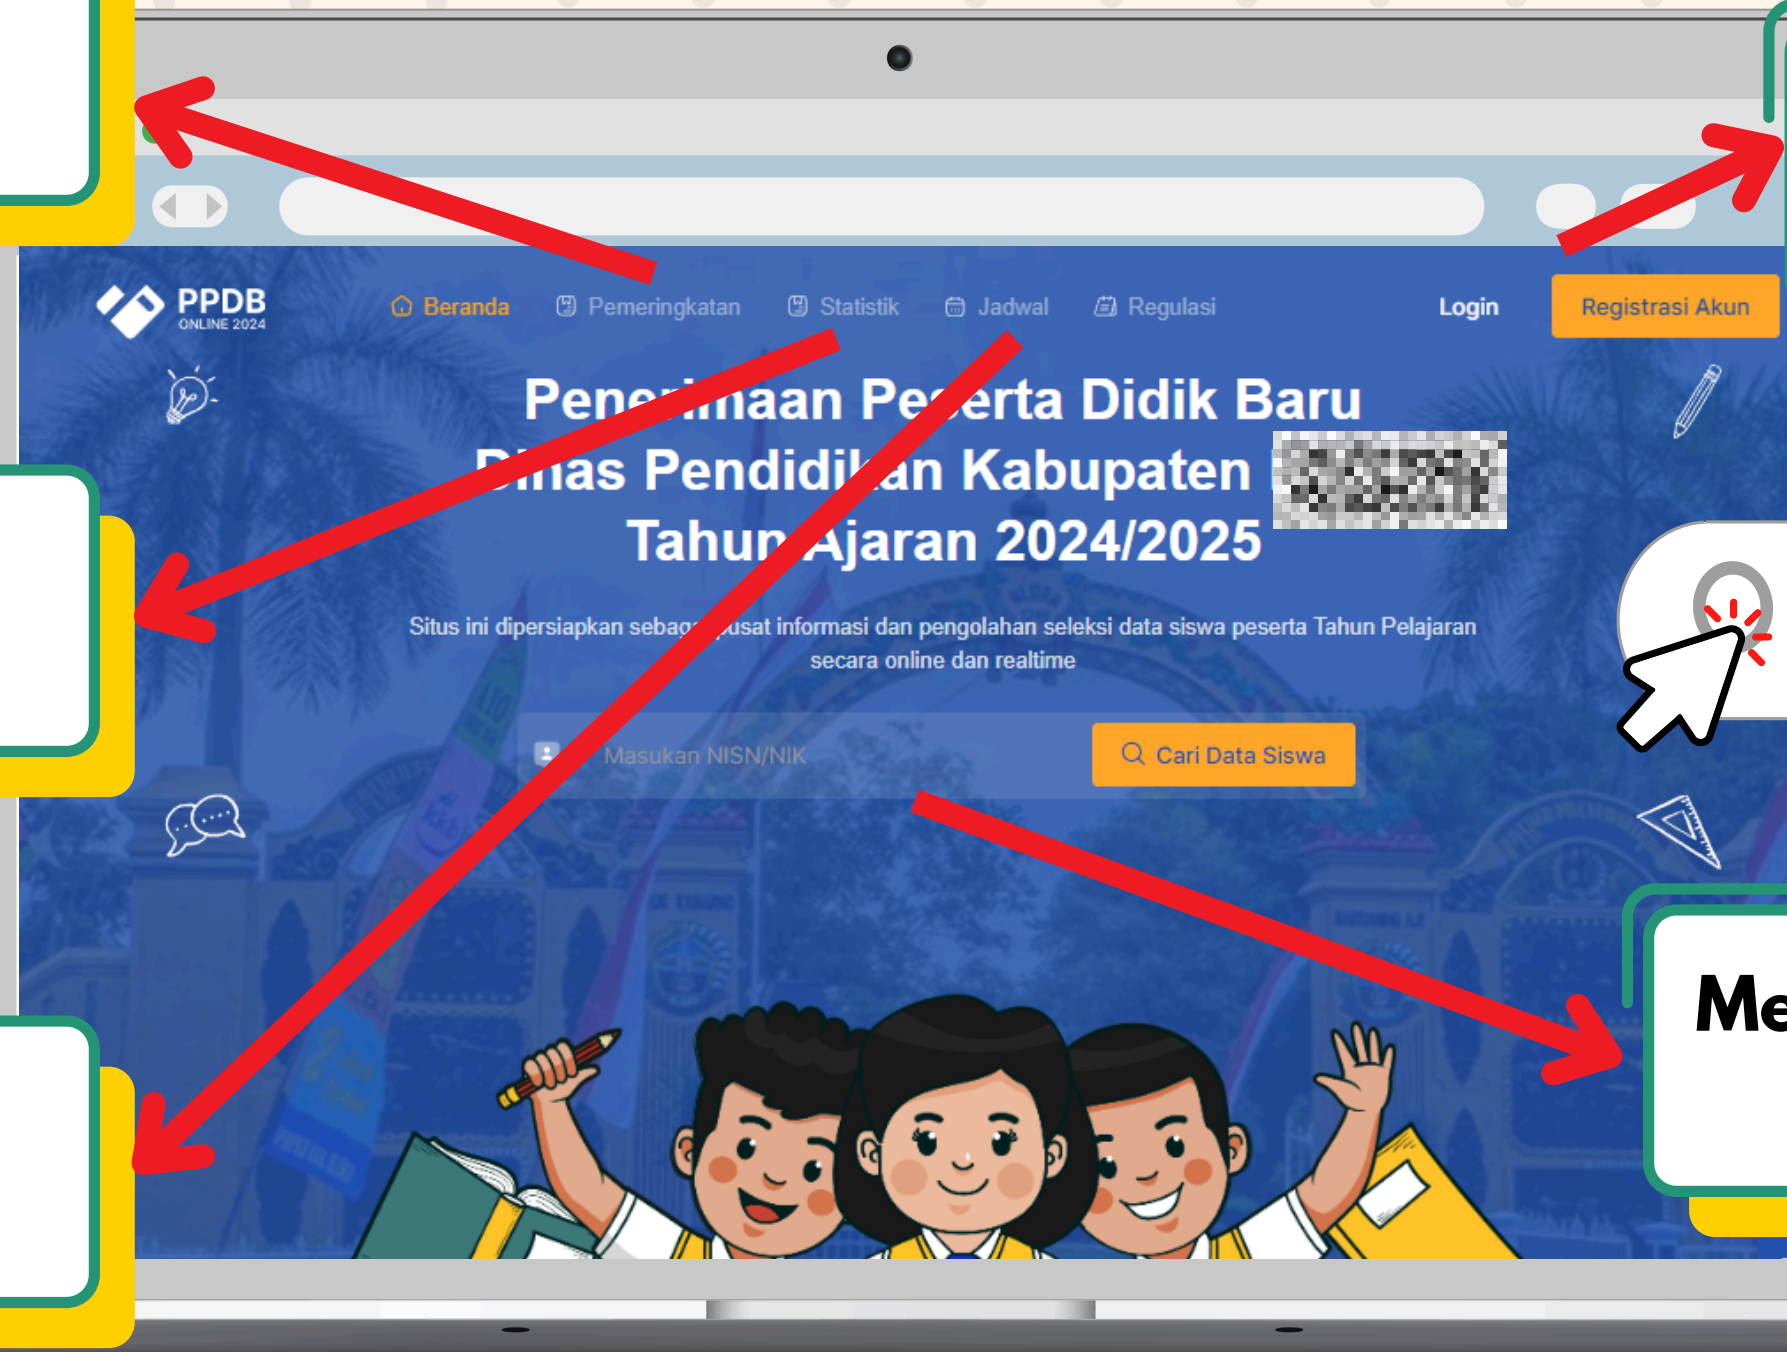 PPDB
ONLINE 2024
Beranda
Pemeringkatan
Statistik
Jadwal
Regulasi
Login
Registrasi Akun
Penerimaan Peserta Didik Baru
Dinas Pendidikan Kabupaten
Tahun Ajaran 2024/2025
Situs ini dipersiapkan sebagai pusat informasi dan pengolahan seleksi data siswa peserta Tahun Pelajaran
secara online dan realtime
Masukan NISN/NIK
Cari Data Siswa
Me